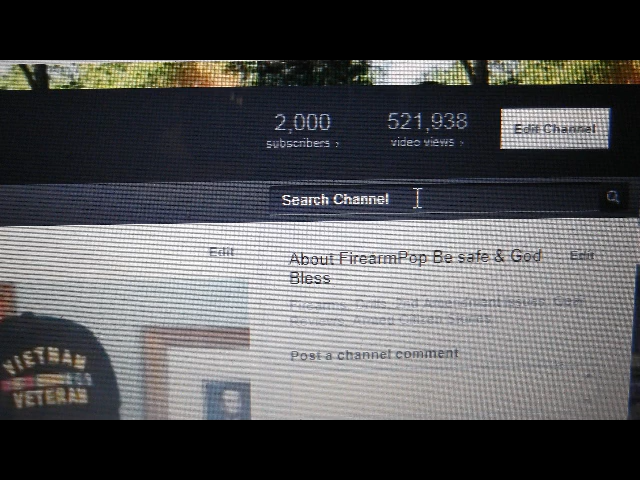 2,000
subscribers ›
521,938
video views ›
Edit Channel
Search Channel
Edit
About FirearmPop Be safe & God
Bless
Edit
Post a channel comment
VIETNAM
VETERAN